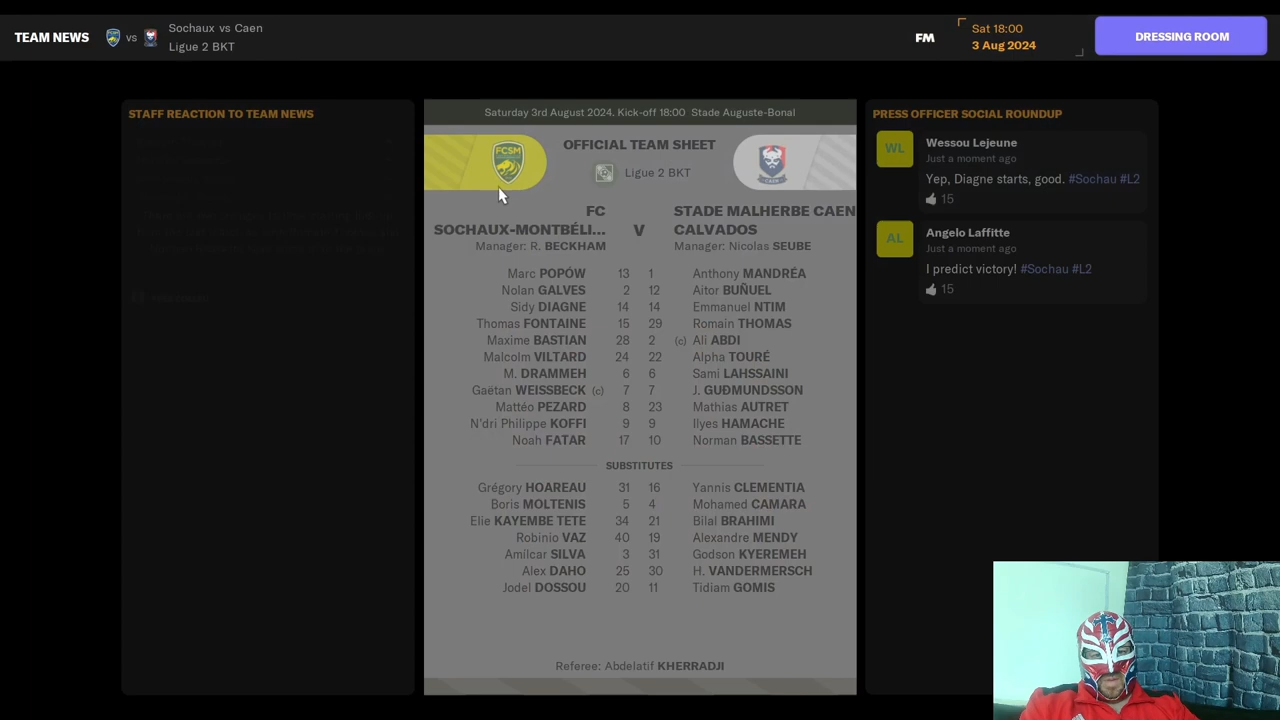 TEAM NEWS
vs
Sochaux vs Caen
Ligue 2 BKT
FM
Sat 18:00
3 Aug 2024
DRESSING ROOM
STAFF REACTION TO TEAM NEWS
Saturday 3rd August 2024. Kick-off 18:00 Stade Auguste-Bonal
FCSM
OFFICIAL TEAM SHEET
Ligue 2 BKT
CAEN
FC
SOCHAUX-MONTBÉLI...
Manager: R. BECKHAM
V
STADE MALHERBE CAEN
CALVADOS
Manager: Nicolas SEUBE
Marc POPÓW 13 1 Anthony MANDRÉA
Nolan GALVES 2 12 Aitor BUÑUEL
Sidy DIAGNE 14 14 Emmanuel NTIM
Thomas FONTAINE 15 29 Romain THOMAS
Maxime BASTIAN 28 2 (c) Ali ABDI
Malcolm VILTARD 24 22 Alpha TOURÉ
M. DRAMMEH 6 6 Sami LAHSSAINI
Gaëtan WEISSBECK (c) 7 7 J. GUÐMUNDSSON
Mattéo PEZARD 8 23 Mathias AUTRET
N'dri Philippe KOFFI 9 9 Ilyes HAMACHE
Noah FATAR 17 10 Norman BASSETTE
SUBSTITUTES
Grégory HOAREAU 31 16 Yannis CLEMENTIA
Boris MOLTENIS 5 4 Mohamed CAMARA
Elie KAYEMBE TETE 34 21 Bilal BRAHIMI
Robinio VAZ 40 19 Alexandre MENDY
Amílcar SILVA 3 31 Godson KYEREMEH
Alex DAHO 25 30 H. VANDERMERSCH
Jodel DOSSOU 20 11 Tidiam GOMIS
Referee: Abdelatif KHERRADJI
PRESS OFFICER SOCIAL ROUNDUP
WL
Wessou Lejeune
Just a moment ago
Yep, Diagne starts, good. #Sochau #L2
15
AL
Angelo Laffitte
Just a moment ago
I predict victory! #Sochau #L2
15